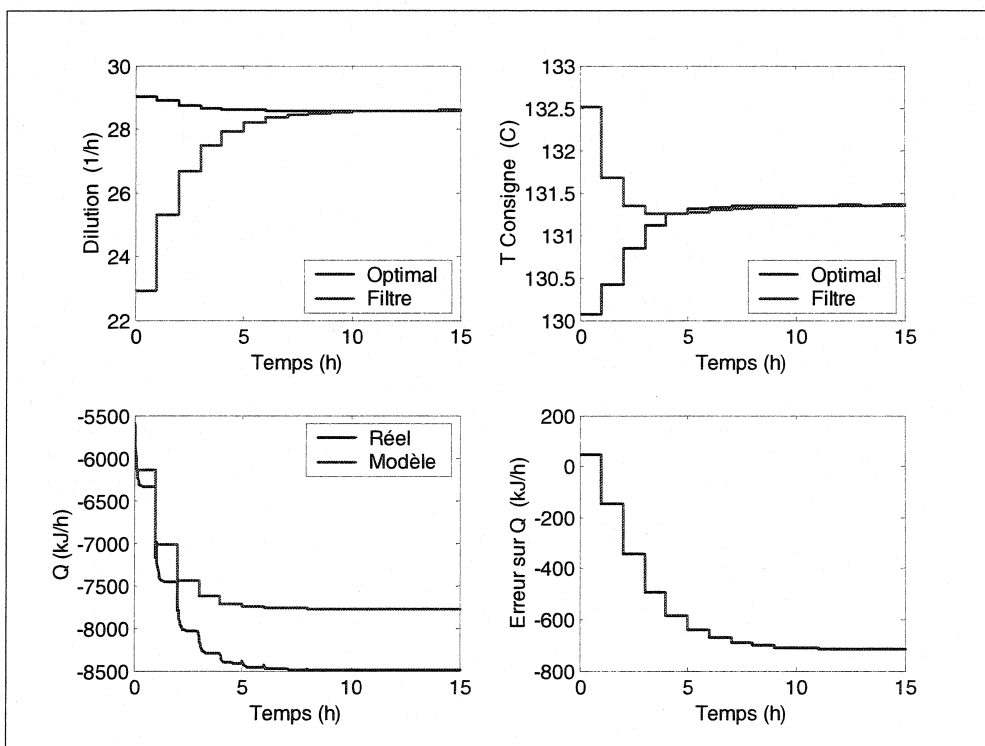 30
28
26
24
22
Dilution (1/h)
Optimal
Filtre
0
5
10
15
Temps (h)
133
132.5
132
131.5
131
130.5
130
T Consigne (C)
Optimal
Filtre
0
5
10
15
Temps (h)
-5500
-6000
-6500
-7000
-7500
-8000
-8500
Q (kJ/h)
Réel
Modèle
0
5
10
15
Temps (h)
200
0
-200
-400
-600
-800
Erreur sur Q (kJ/h)
0
5
10
15
Temps (h)